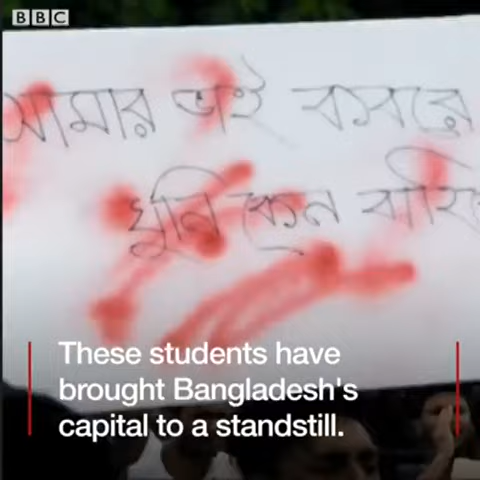 BBC
আমার ভাই কবরে
খুনি কেন
These students have
brought Bangladesh's
capital to a standstill.